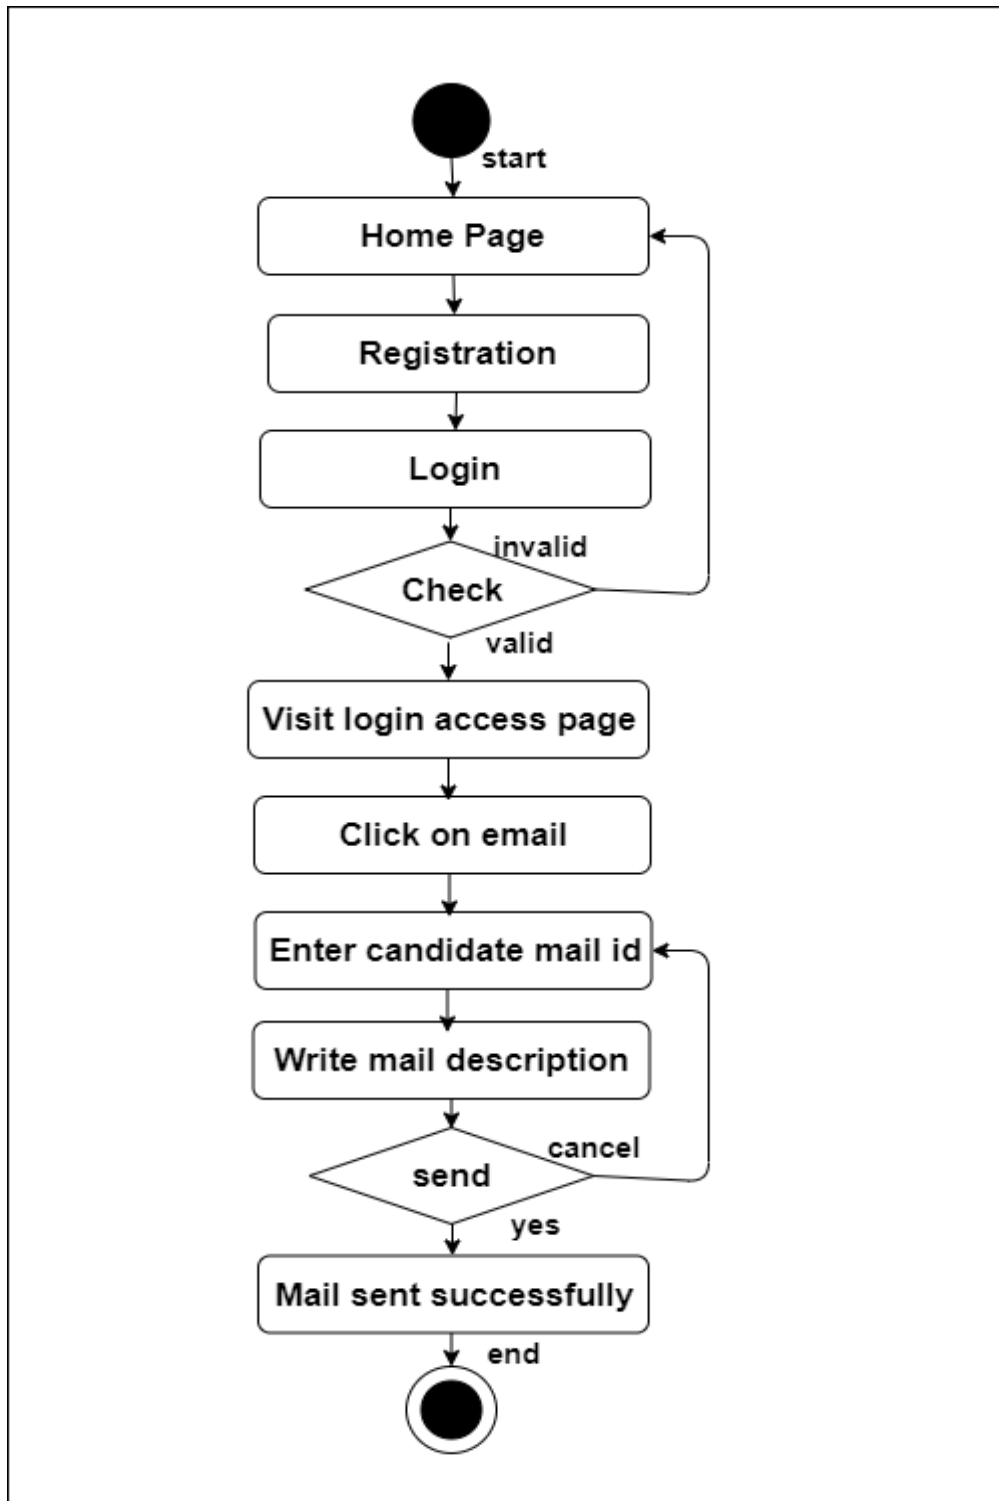 start
Home Page
Registration
Login
invalid
Check
valid
Visit login access page
Click on email
Enter candidate mail id
Write mail description
cancel
send
yes
Mail sent successfully
end